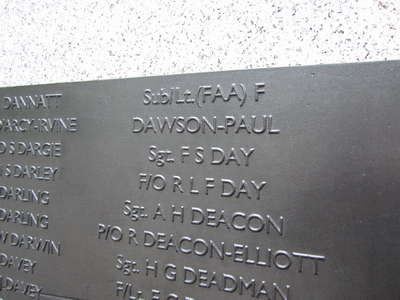 DANNATT
DARCY-IRVINE
S DARGIE
S DARLEY
DARLING
DARLING
DARWIN
DAVEY
DAVEY
Sub/Lt.(FAA) F
DAWSON-PAUL
Sgt. F S DAY
F/O R L F DAY
Sgt. A H DEACON
P/O R DEACON-ELLIOTT
Sgt. H G DEADMAN